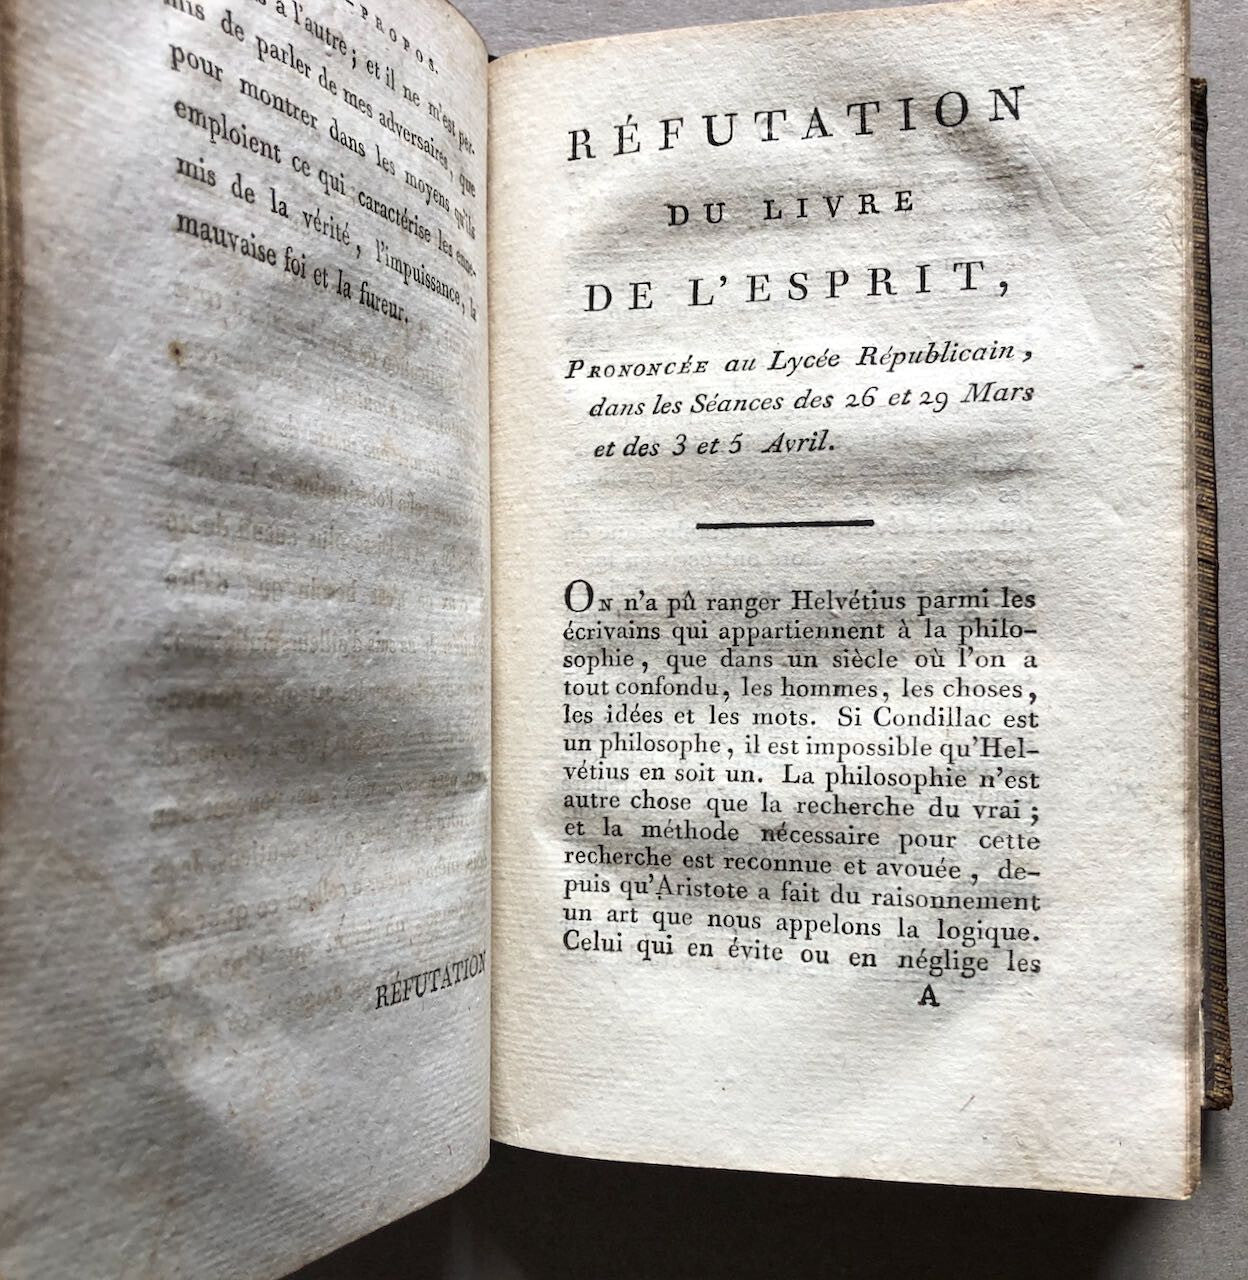 -PROPOS.
à l'autre ; et il ne m'est per-
mis de parler de mes adversaires, que
pour montrer dans les moyens qu'ils
emploient ce qui caractérise les enne-
mis de la vérité, l'impuissance, la
mauvaise foi et la fureur.
RÉFUTATION
RÉFUTATION
DU LIVRE
DE L'ESPRIT,
PRONONCÉE au Lycée Républicain,
dans les Séances des 26 et 29 Mars
et des 3 et 5 Avril.
ON n'a pû ranger Helvétius parmi les
écrivains qui appartiennent à la philo-
sophie, que dans un siècle où l'on a
tout confondu, les hommes, les choses,
les idées et les mots. Si Condillac est
un philosophe, il est impossible qu'Hel-
vétius en soit un. La philosophie n'est
autre chose que la recherche du vrai ;
et la méthode nécessaire pour cette
recherche est reconnue et avouée, de-
puis qu'Aristote a fait du raisonnement
un art que nous appelons la logique.
Celui qui en évite ou en néglige les
A